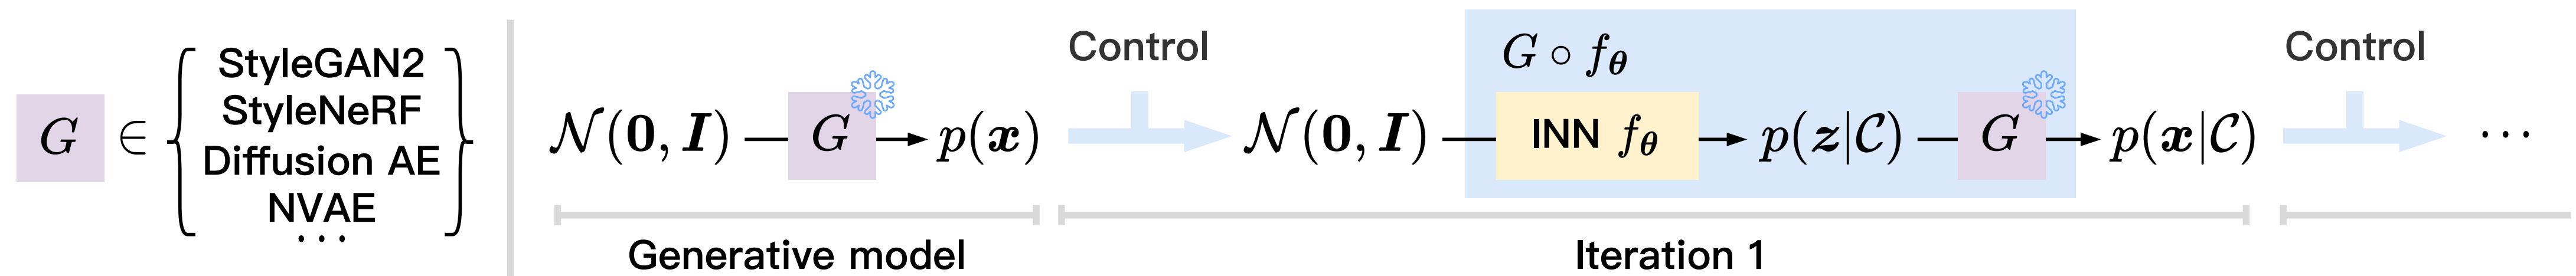 G ∈ { StyleGAN2
StyleNeRF
Diffusion AE
NVAE
··· }
𝒩(𝟎, 𝑰) — G → p(𝒙)
Generative model
Control
𝒩(𝟎, 𝑰)
G ∘ f_𝜽
INN f_𝜽 → p(𝒛|𝒞) — G → p(𝒙|𝒞)
Iteration 1
Control
···